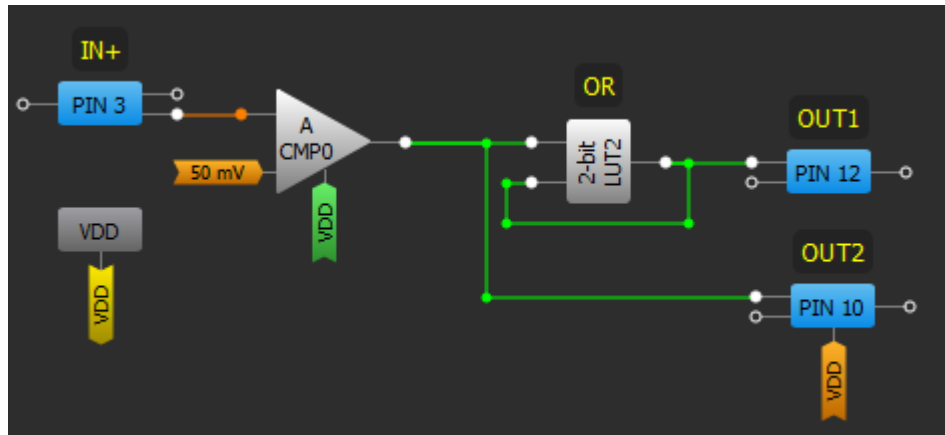 IN+
PIN 3
A
CMP0
50 mV
VDD
VDD
VDD
OR
2-bit
LUT2
OUT1
PIN 12
OUT2
PIN 10
VDD